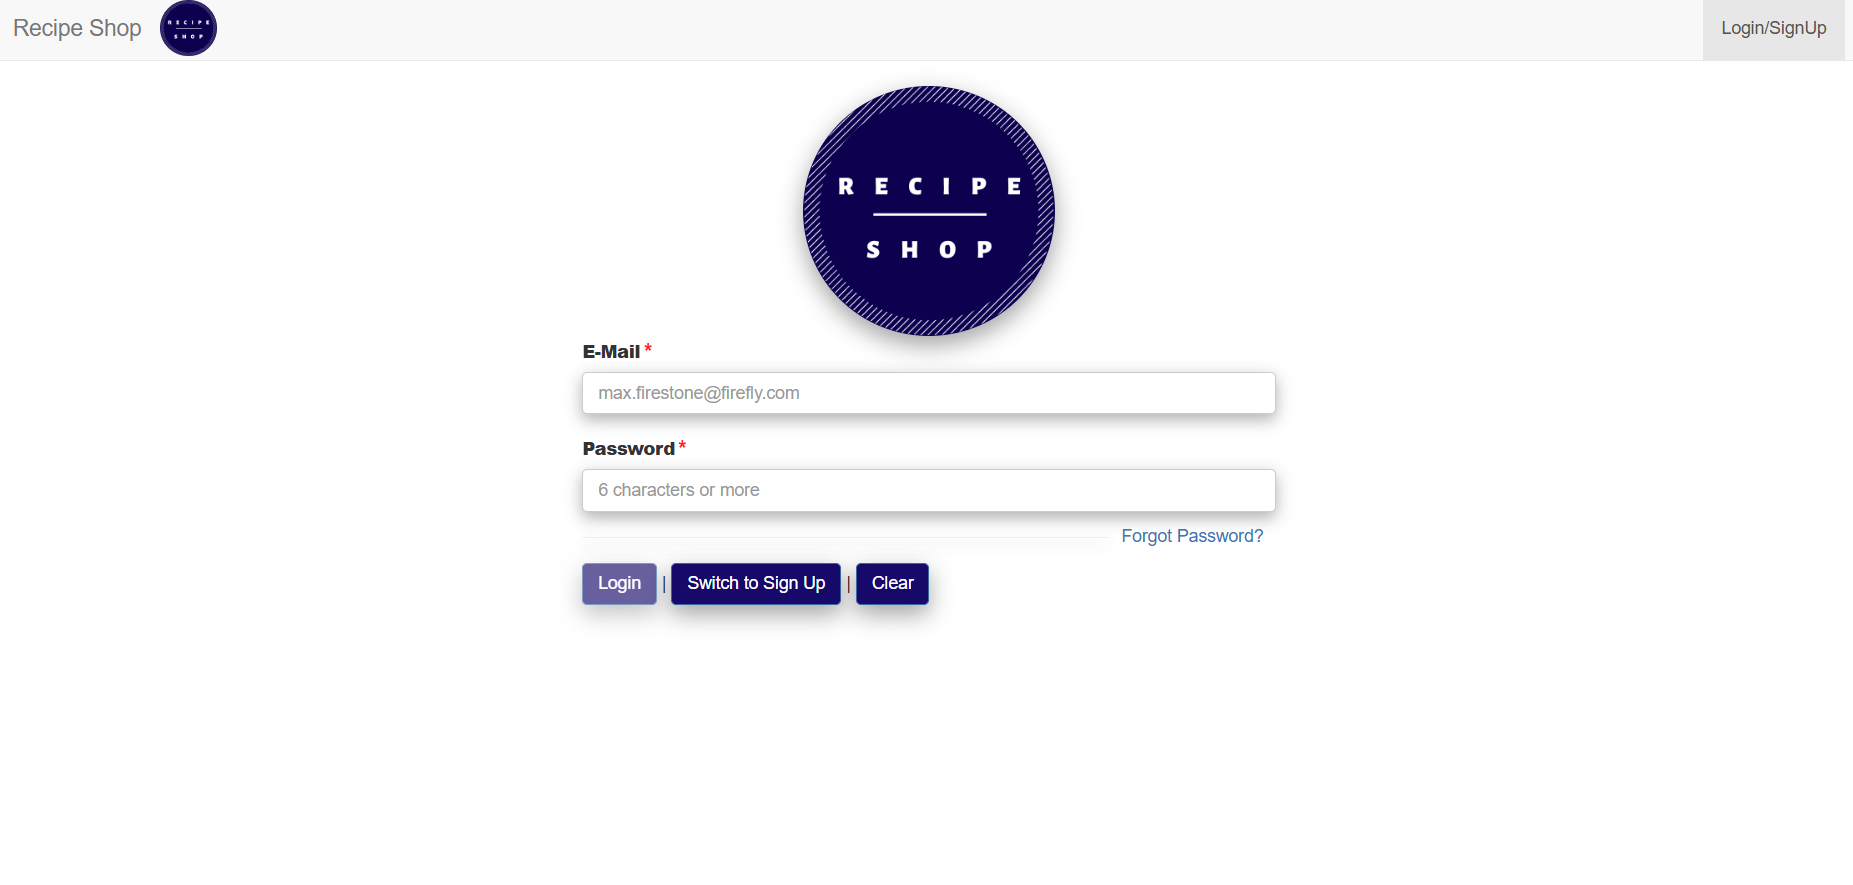 Recipe Shop RECIPE SHOP Login/SignUp
RECIPE
SHOP
E-Mail *
max.firestone@firefly.com
Password *
6 characters or more
Forgot Password?
Login | Switch to Sign Up | Clear